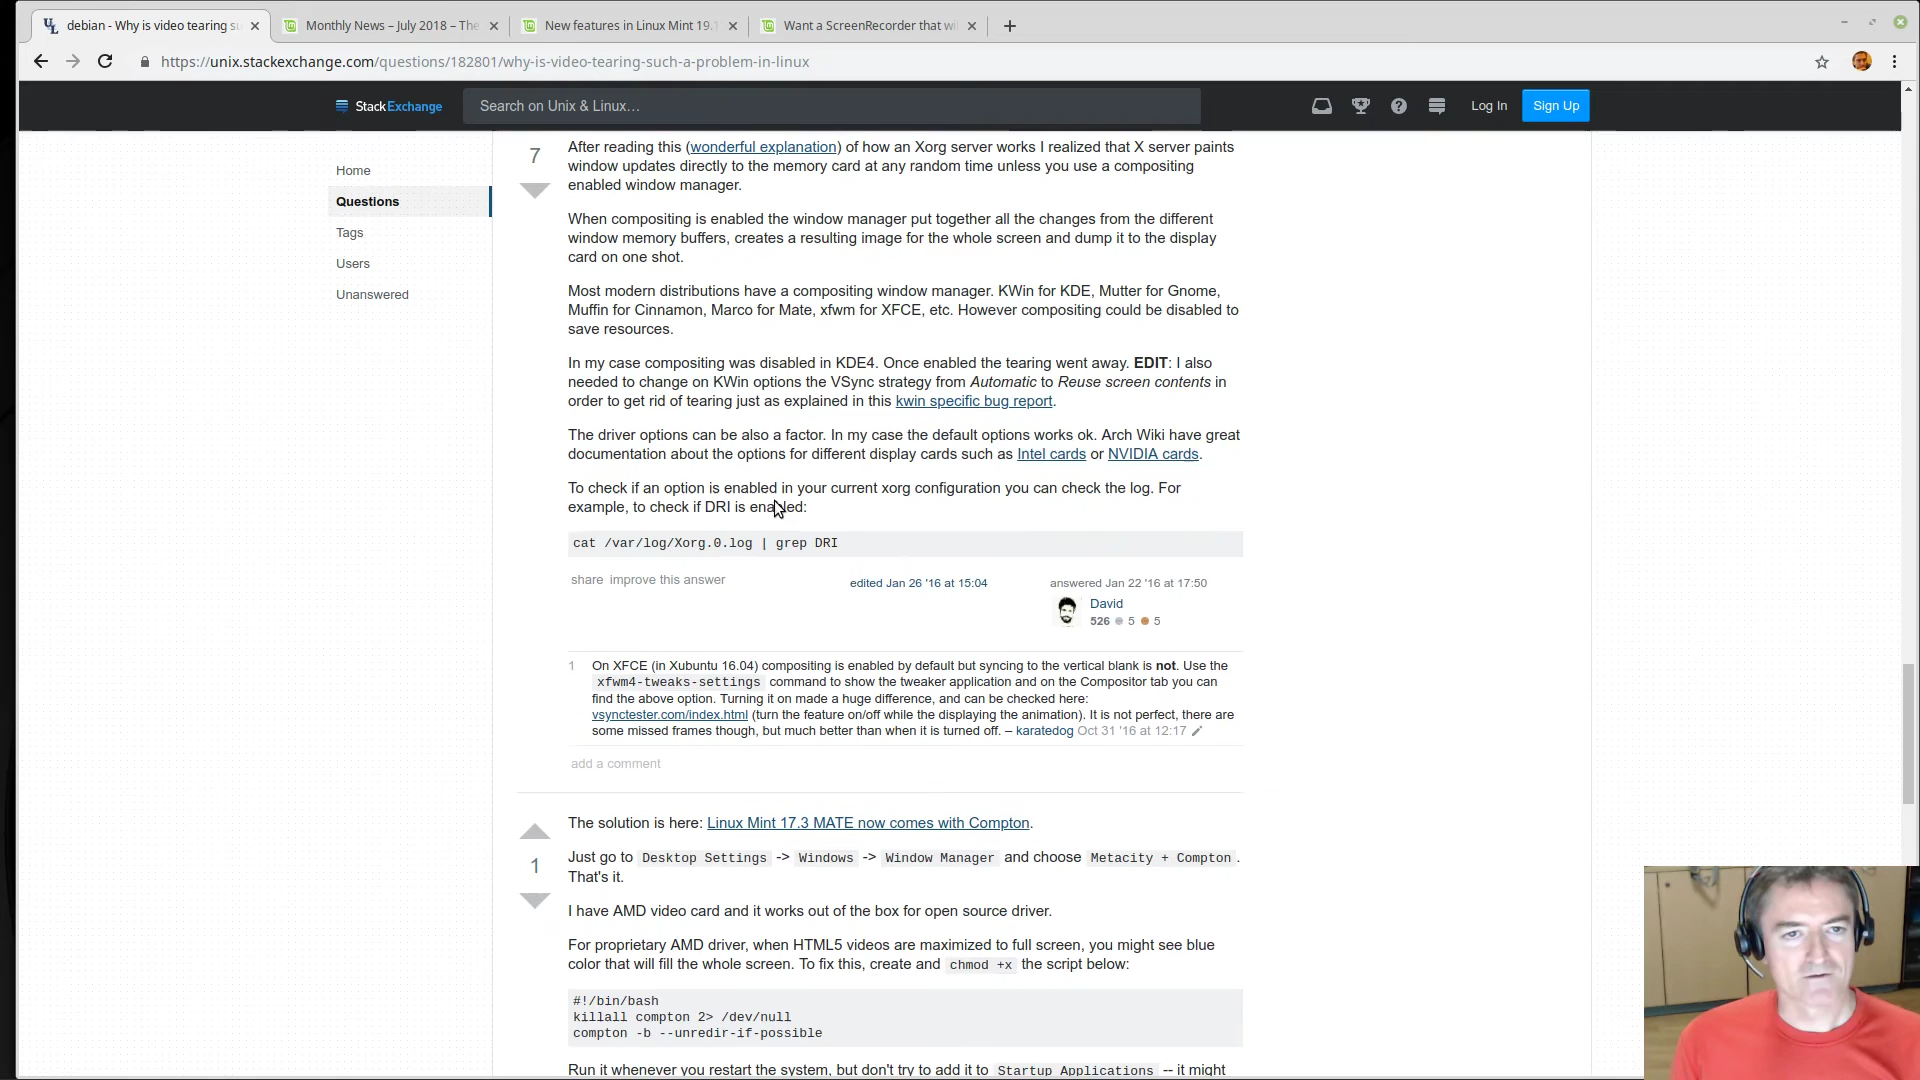 debian - Why is video tearing su
Monthly News – July 2018 – The
New features in Linux Mint 19.1
Want a ScreenRecorder that wil
https://unix.stackexchange.com/questions/182801/why-is-video-tearing-such-a-problem-in-linux
StackExchange
Search on Unix & Linux…
Log In
Sign Up
Home
Questions
Tags
Users
Unanswered
7
After reading this (wonderful explanation) of how an Xorg server works I realized that X server paints
window updates directly to the memory card at any random time unless you use a compositing
enabled window manager.
When compositing is enabled the window manager put together all the changes from the different
window memory buffers, creates a resulting image for the whole screen and dump it to the display
card on one shot.
Most modern distributions have a compositing window manager. KWin for KDE, Mutter for Gnome,
Muffin for Cinnamon, Marco for Mate, xfwm for XFCE, etc. However compositing could be disabled to
save resources.
In my case compositing was disabled in KDE4. Once enabled the tearing went away. EDIT: I also
needed to change on KWin options the VSync strategy from Automatic to Reuse screen contents in
order to get rid of tearing just as explained in this kwin specific bug report.
The driver options can be also a factor. In my case the default options works ok. Arch Wiki have great
documentation about the options for different display cards such as Intel cards or NVIDIA cards.
To check if an option is enabled in your current xorg configuration you can check the log. For
example, to check if DRI is enabled:
cat /var/log/Xorg.0.log | grep DRI
share improve this answer
edited Jan 26 '16 at 15:04
answered Jan 22 '16 at 17:50
David
526 5 5
1
On XFCE (in Xubuntu 16.04) compositing is enabled by default but syncing to the vertical blank is not. Use the
xfwm4-tweaks-settings command to show the tweaker application and on the Compositor tab you can
find the above option. Turning it on made a huge difference, and can be checked here:
vsynctester.com/index.html (turn the feature on/off while the displaying the animation). It is not perfect, there are
some missed frames though, but much better than when it is turned off. – karatedog Oct 31 '16 at 12:17
add a comment
1
The solution is here: Linux Mint 17.3 MATE now comes with Compton.
Just go to Desktop Settings -> Windows -> Window Manager and choose Metacity + Compton.
That's it.
I have AMD video card and it works out of the box for open source driver.
For proprietary AMD driver, when HTML5 videos are maximized to full screen, you might see blue
color that will fill the whole screen. To fix this, create and chmod +x the script below:
#!/bin/bash
killall compton 2> /dev/null
compton -b --unredir-if-possible
Run it whenever you restart the system, but don't try to add it to Startup Applications -- it might